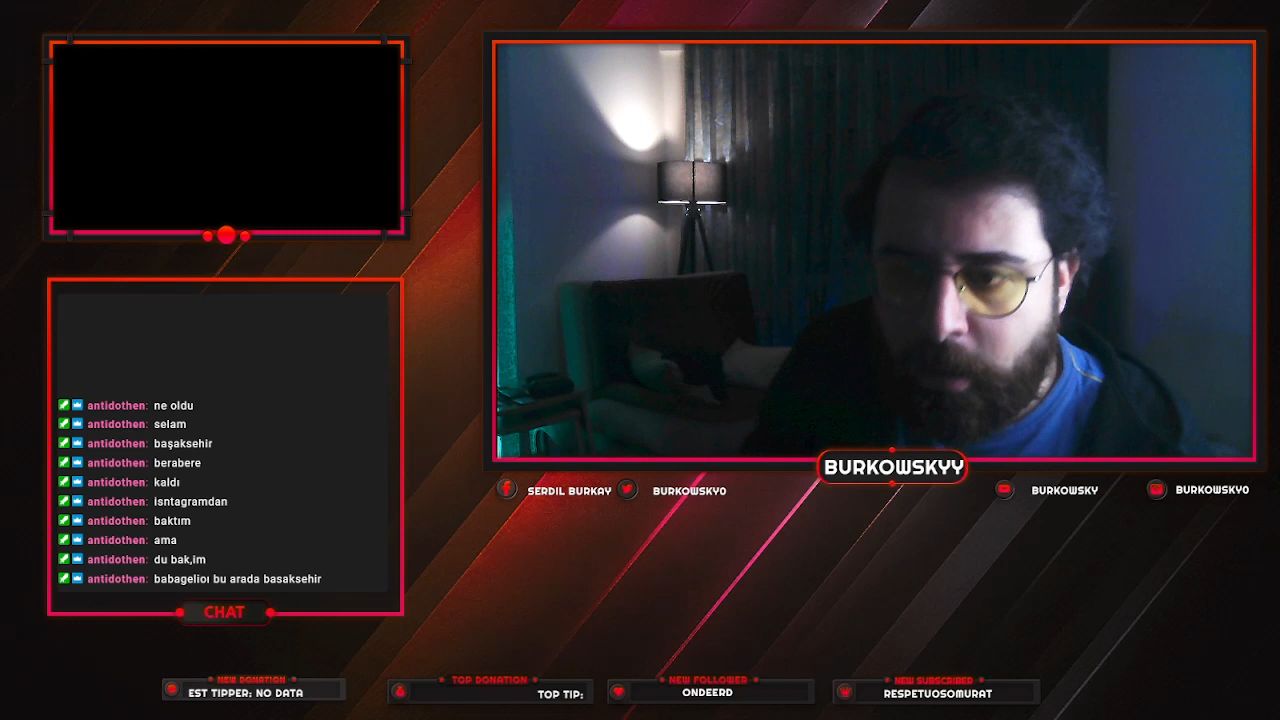 antidothen: ne oldu
antidothen: selam
antidothen: başaksehir
antidothen: berabere
antidothen: kaldı
antidothen: isntagramdan
antidothen: baktım
antidothen: ama
antidothen: du bak,im
antidothen: babagelioı bu arada basaksehir
CHAT
BURKOWSKYY
SERDIL BURKAY
BURKOWSKY0
BURKOWSKY
BURKOWSKY0
NEW DONATION
EST TIPPER: NO DATA
TOP DONATION
TOP TIP:
NEW FOLLOWER
ONDEERD
NEW SUBSCRIBED
RESPETUOSOMURAT